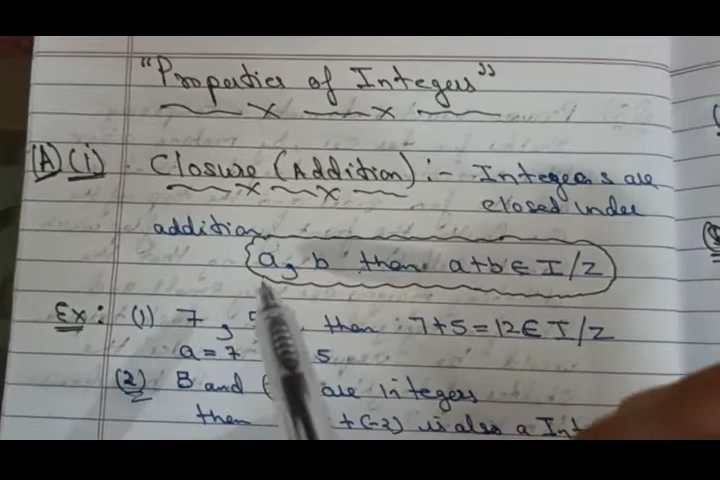 "Properties of Integers"
(A) (i) Closure (Addition) :- Integers are
closed under
addition
a, b then a+b ∈ I/Z
Ex: (1) 7, then 7+5=12 ∈ I/Z
a=7 5
(2) 8 and are integers
then +(-2) is also a